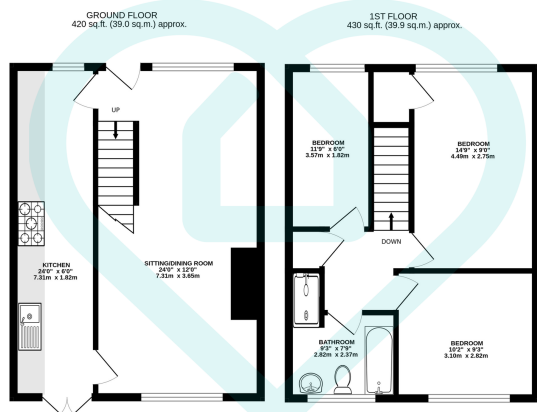 GROUND FLOOR
420 sq.ft. (39.0 sq.m.) approx.
UP
KITCHEN
24'0" x 6'0"
7.31m x 1.82m
SITTING/DINING ROOM
24'0" x 12'0"
7.31m x 3.65m
1ST FLOOR
430 sq.ft. (39.9 sq.m.) approx.
BEDROOM
11'9" x 6'0"
3.57m x 1.82m
BEDROOM
14'9" x 9'0"
4.49m x 2.75m
DOWN
BATHROOM
9'3" x 7'9"
2.82m x 2.37m
BEDROOM
10'2" x 9'3"
3.10m x 2.82m